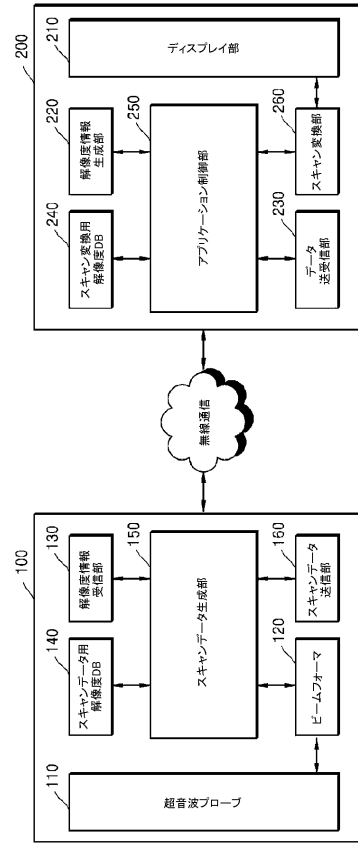 100
110
超音波プローブ
140
スキャンデータ用
解像度DB
130
解像度情報
受信部
150
スキャンデータ生成部
120
ビームフォーマ
160
スキャンデータ
送信部
無線通信
200
240
スキャン変換用
解像度DB
220
解像度情報
生成部
210
ディスプレイ部
250
アプリケーション制御部
230
データ
送受信部
260
スキャン変換部